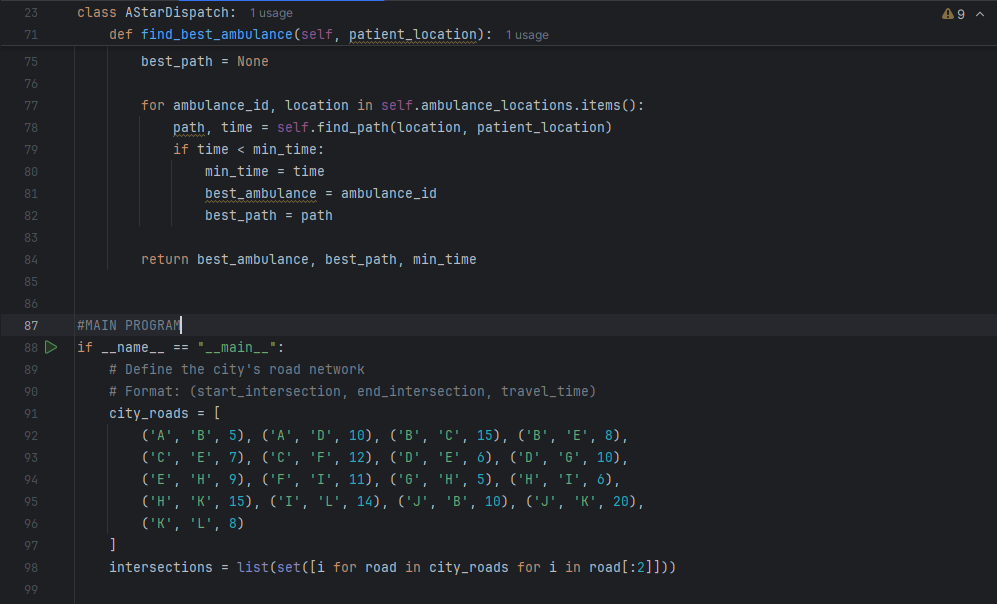 23 class AStarDispatch: 1 usage 9
71 def find_best_ambulance(self, patient_location): 1 usage
75 best_path = None
76
77 for ambulance_id, location in self.ambulance_locations.items():
78 path, time = self.find_path(location, patient_location)
79 if time < min_time:
80 min_time = time
81 best_ambulance = ambulance_id
82 best_path = path
83
84 return best_ambulance, best_path, min_time
85
86
87 #MAIN PROGRAM
88 if __name__ == "__main__":
89 # Define the city's road network
90 # Format: (start_intersection, end_intersection, travel_time)
91 city_roads = [
92 ('A', 'B', 5), ('A', 'D', 10), ('B', 'C', 15), ('B', 'E', 8),
93 ('C', 'E', 7), ('C', 'F', 12), ('D', 'E', 6), ('D', 'G', 10),
94 ('E', 'H', 9), ('F', 'I', 11), ('G', 'H', 5), ('H', 'I', 6),
95 ('H', 'K', 15), ('I', 'L', 14), ('J', 'B', 10), ('J', 'K', 20),
96 ('K', 'L', 8)
97 ]
98 intersections = list(set([i for road in city_roads for i in road[:2]]))
99